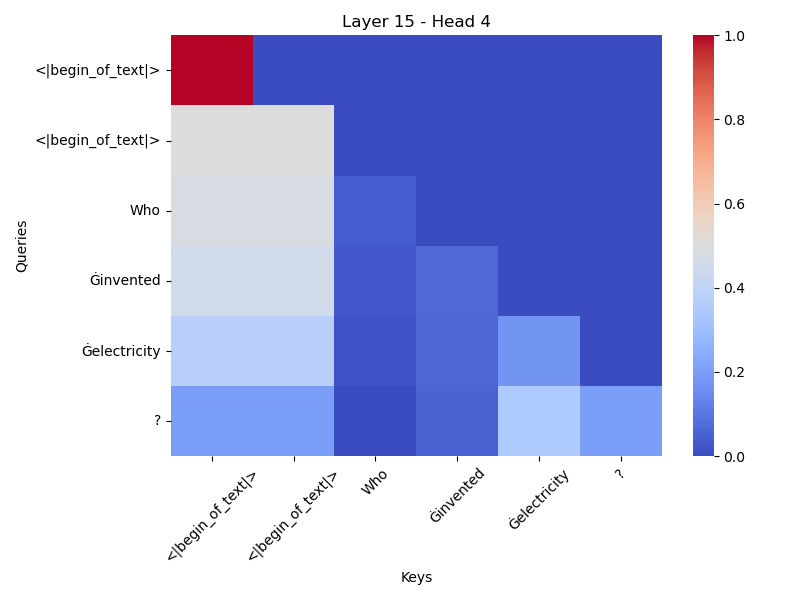 Layer 15 - Head 4
<|begin_of_text|>
<|begin_of_text|>
Who
Ġinvented
Ġelectricity
?
Queries
<|begin_of_text|>
<|begin_of_text|>
Who
Ġinvented
Ġelectricity
?
Keys
1.0
0.8
0.6
0.4
0.2
0.0